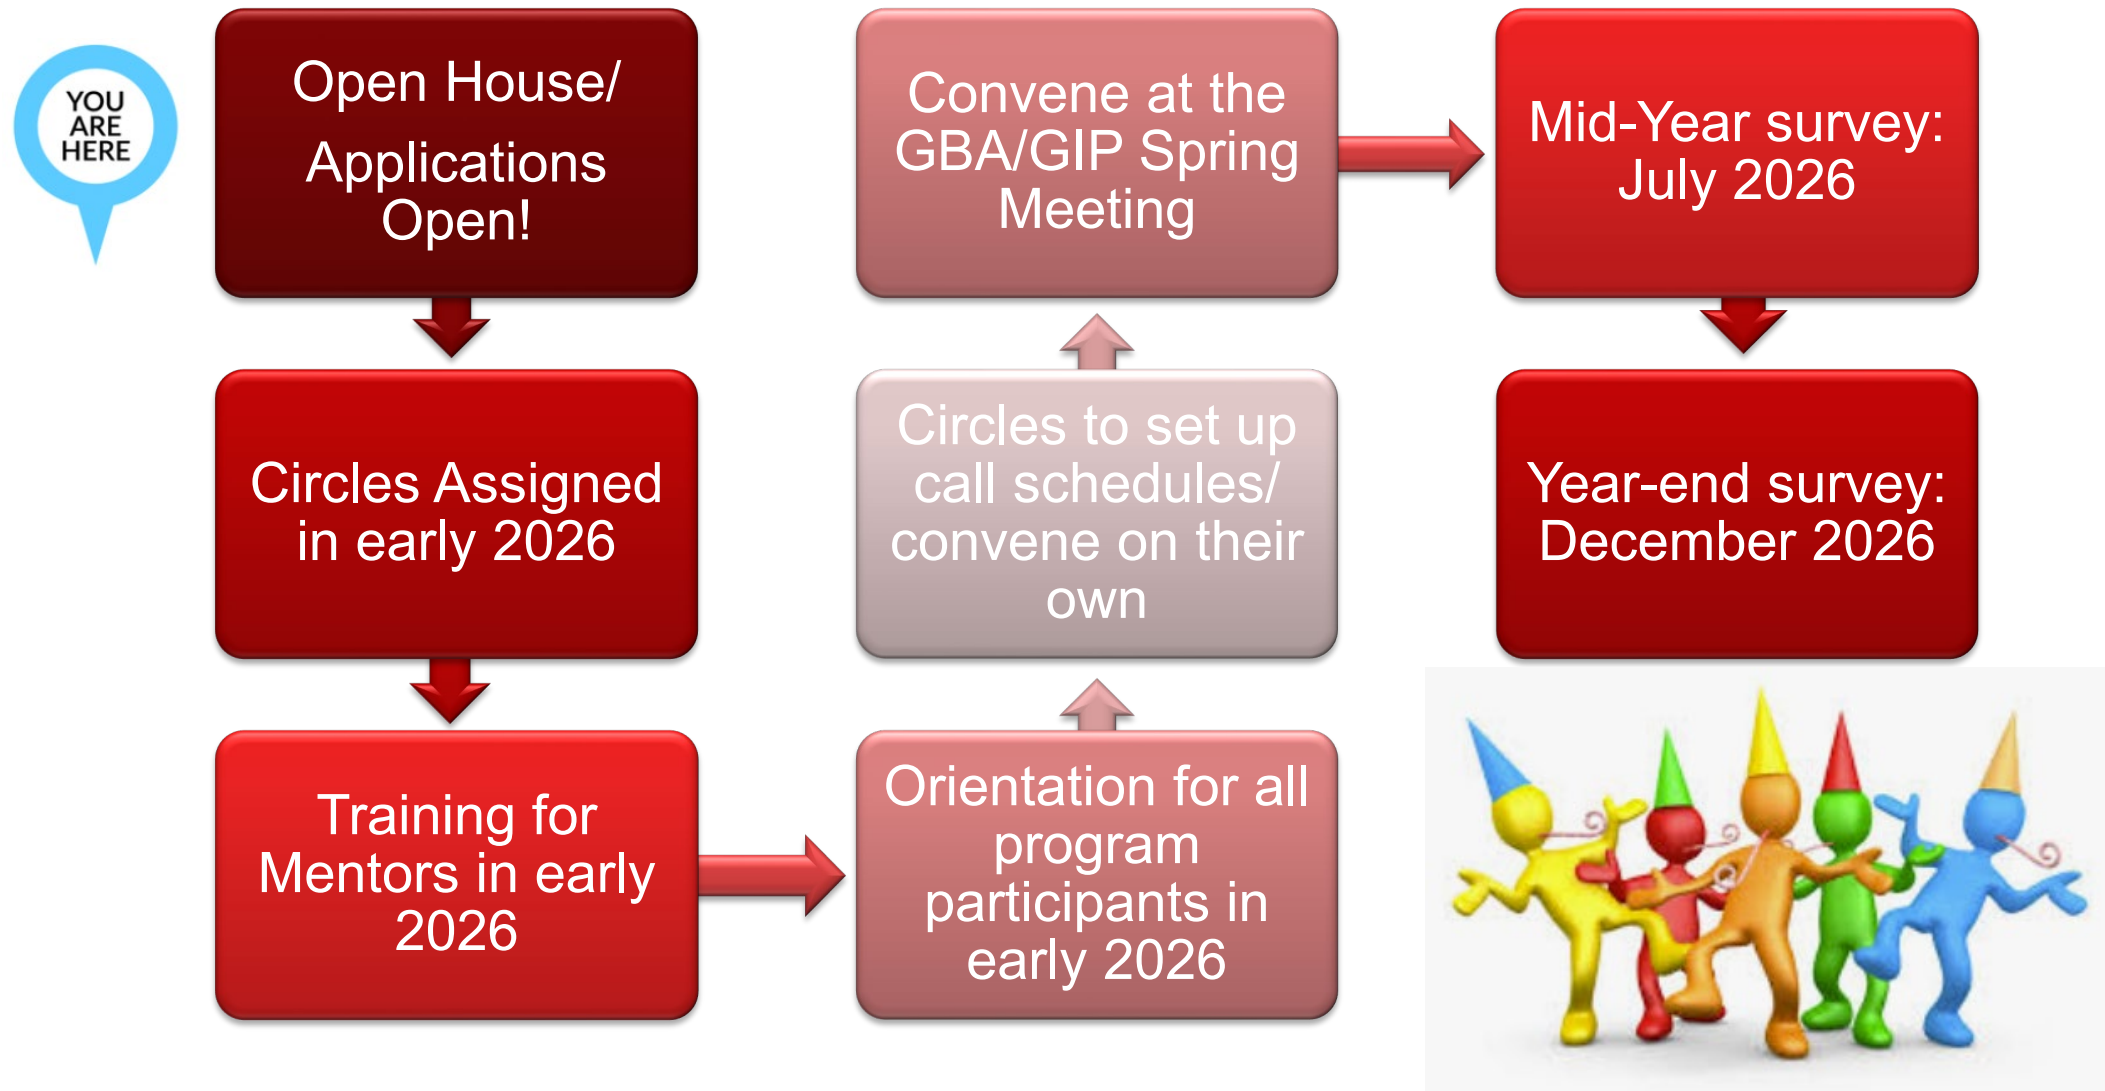 YOU
ARE
HERE
Open House/
Applications
Open!
Circles Assigned
in early 2026
Training for
Mentors in early
2026
Orientation for all
program
participants in
early 2026
Circles to set up
call schedules/
convene on their
own
Convene at the
GBA/GIP Spring
Meeting
Mid-Year survey:
July 2026
Year-end survey:
December 2026